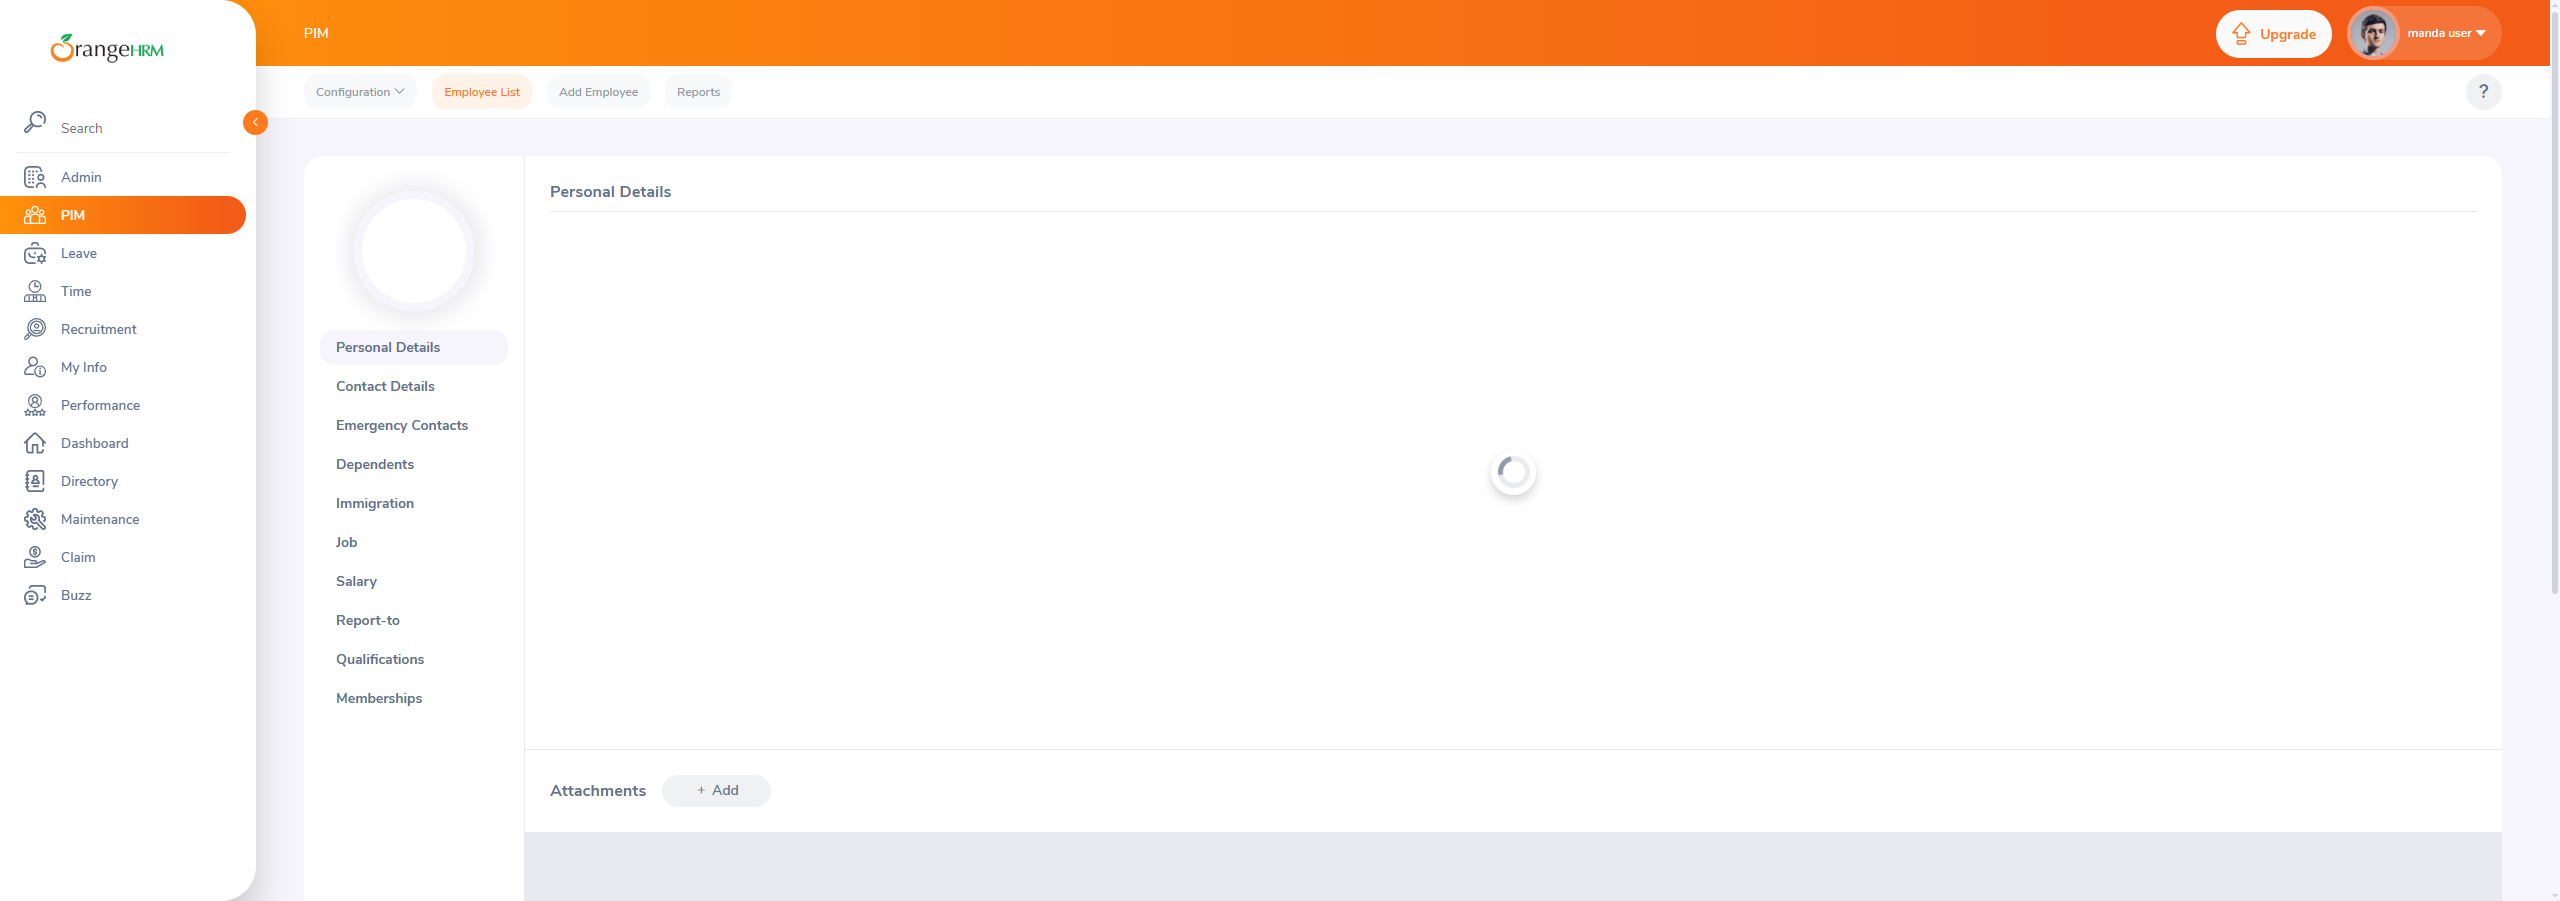 OrangeHRM
PIM
Upgrade
manda user
Configuration
Employee List
Add Employee
Reports
?
Search
Admin
PIM
Leave
Time
Recruitment
My Info
Performance
Dashboard
Directory
Maintenance
Claim
Buzz
Personal Details
Contact Details
Emergency Contacts
Dependents
Immigration
Job
Salary
Report-to
Qualifications
Memberships
Personal Details
Attachments
+ Add